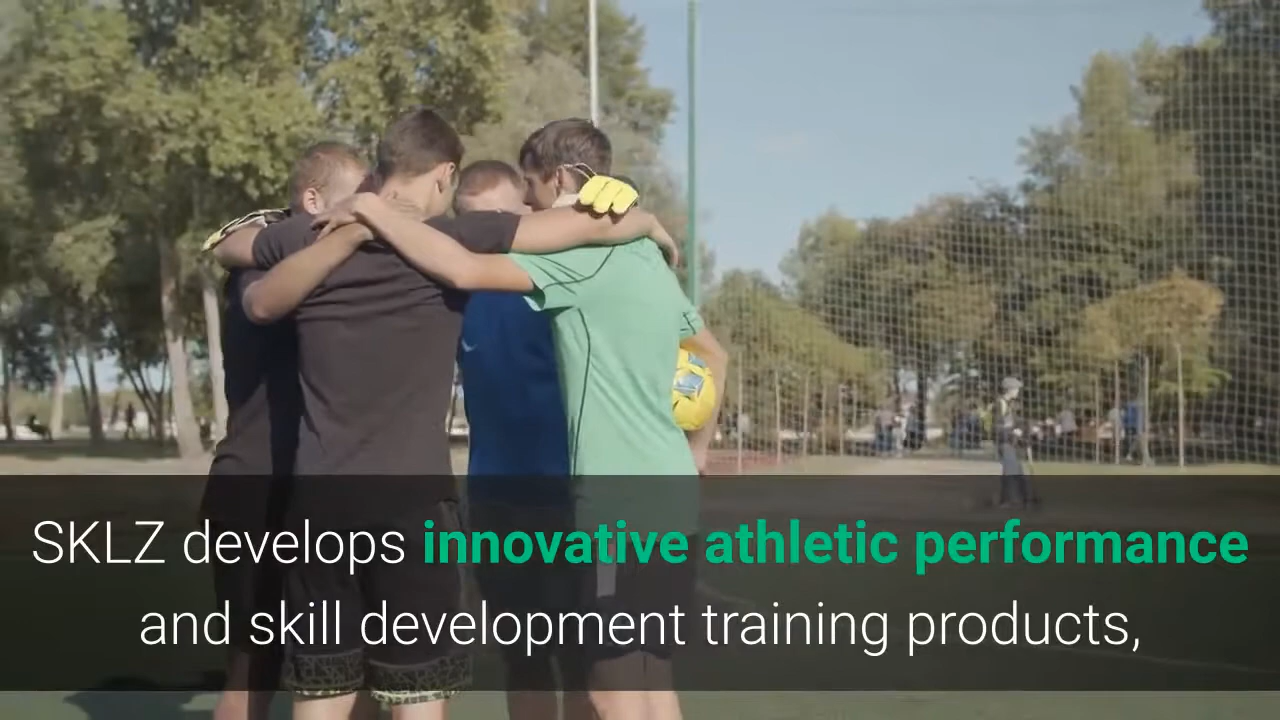 SKLZ develops innovative athletic performance
and skill development training products,